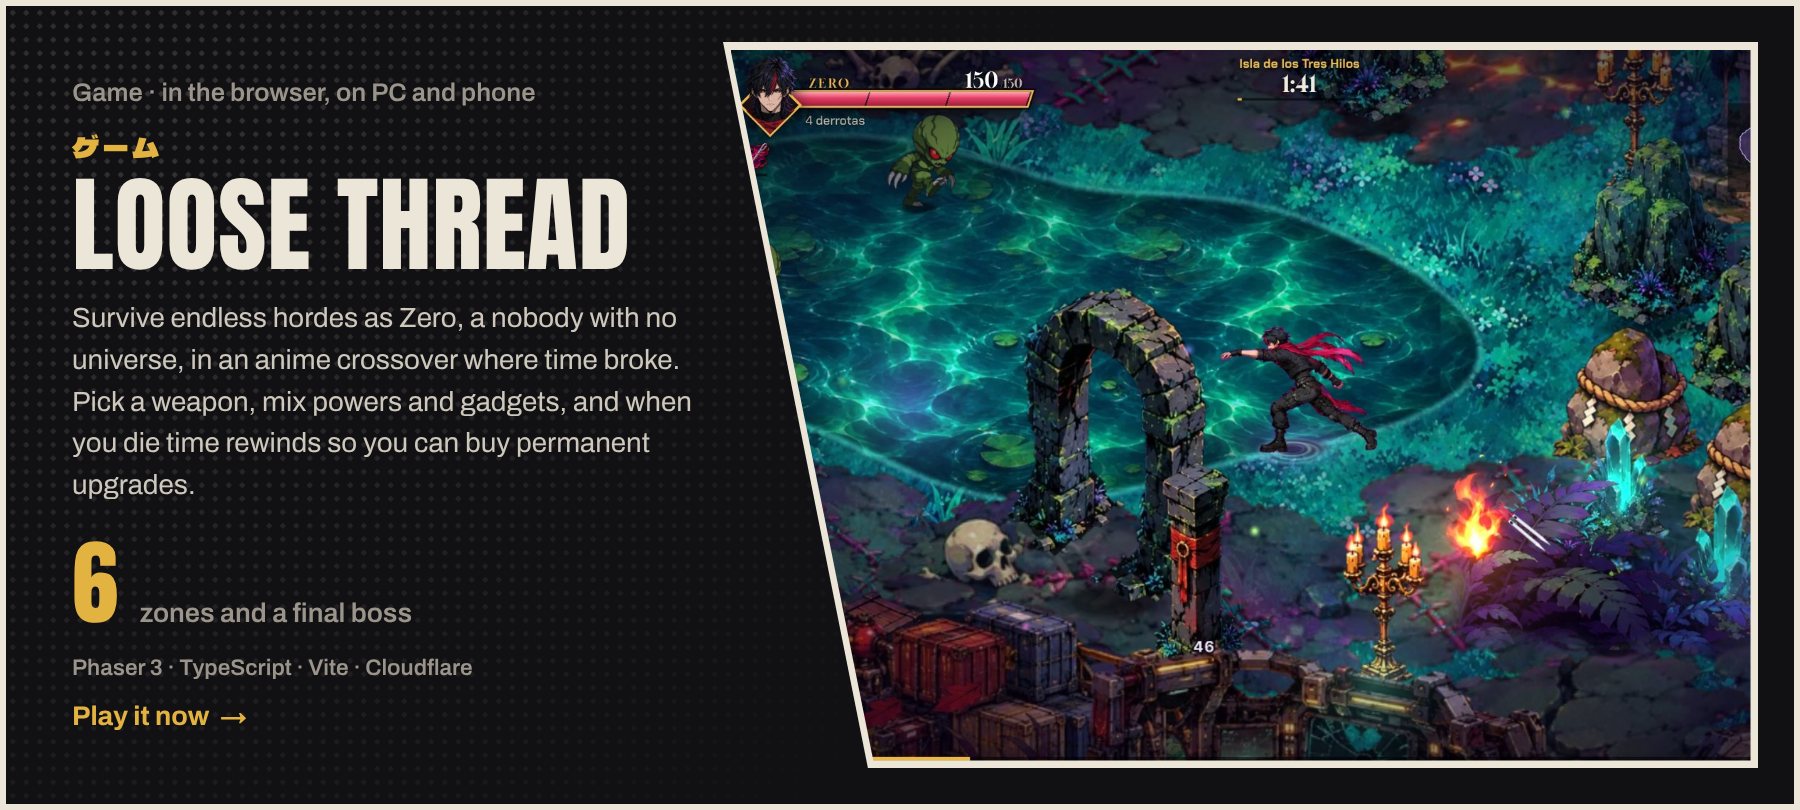 Game · in the browser, on PC and phone
ゲーム
LOOSE THREAD
Survive endless hordes as Zero, a nobody with no
universe, in an anime crossover where time broke.
Pick a weapon, mix powers and gadgets, and when
you die time rewinds so you can buy permanent
upgrades.
6 zones and a final boss
Phaser 3 · TypeScript · Vite · Cloudflare
Play it now →
ZERO 150/150
4 derrotas
Isla de los Tres Hilos
1:41
46